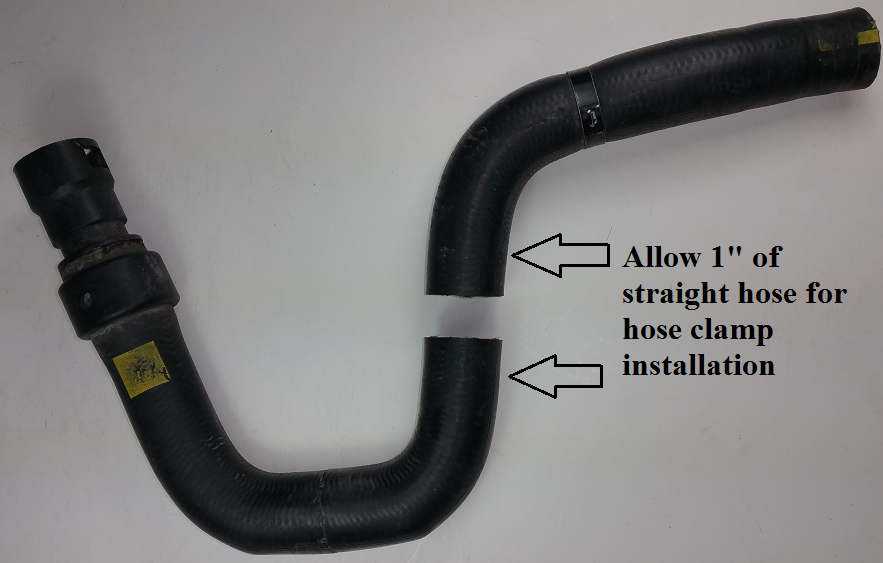 Allow 1" of
straight hose for
hose clamp
installation